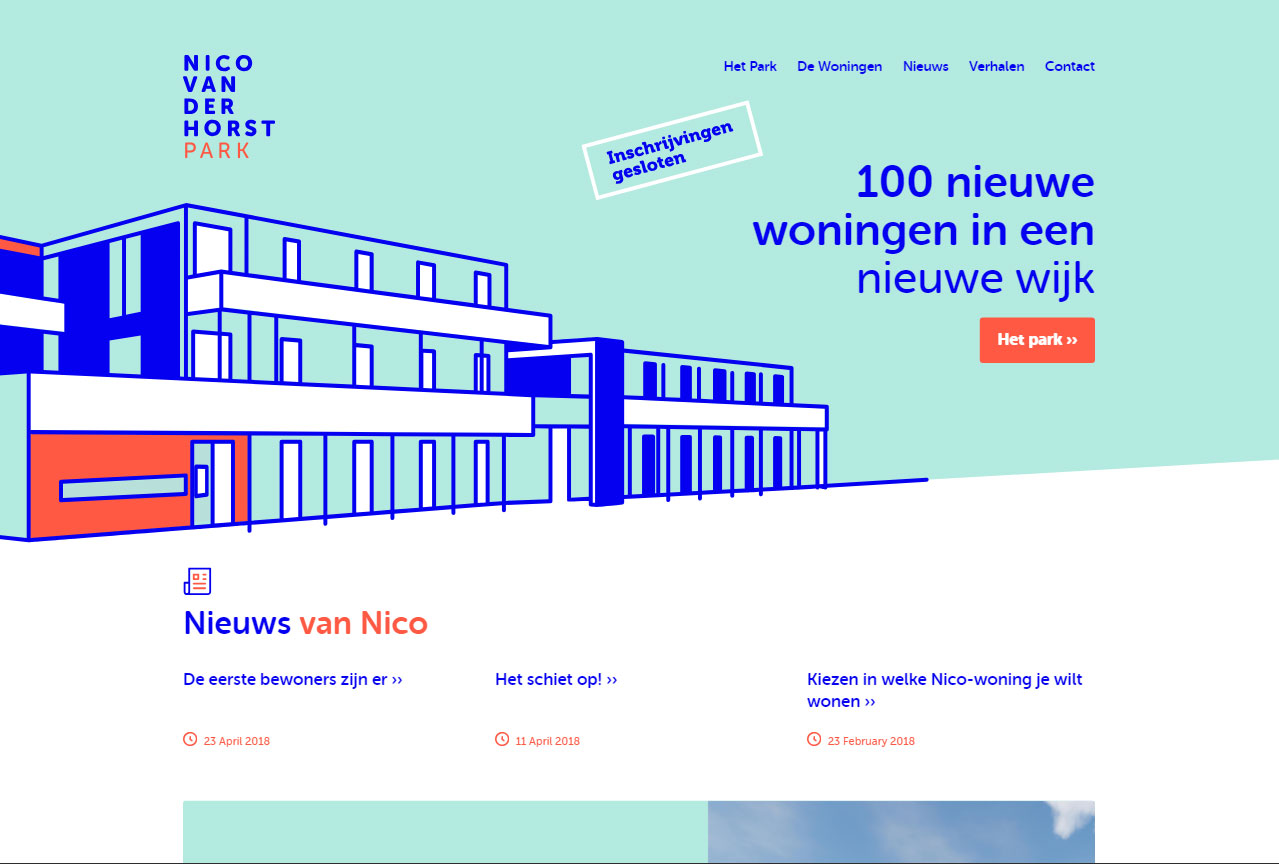 NICO
VAN
DER
HORST
PARK
Het Park
De Woningen
Nieuws
Verhalen
Contact
Inschrijvingen
gesloten
100 nieuwe
woningen in een
nieuwe wijk
Het park ››
Nieuws van Nico
De eerste bewoners zijn er ››
23 April 2018
Het schiet op! ››
11 April 2018
Kiezen in welke Nico-woning je wilt
wonen ››
23 February 2018